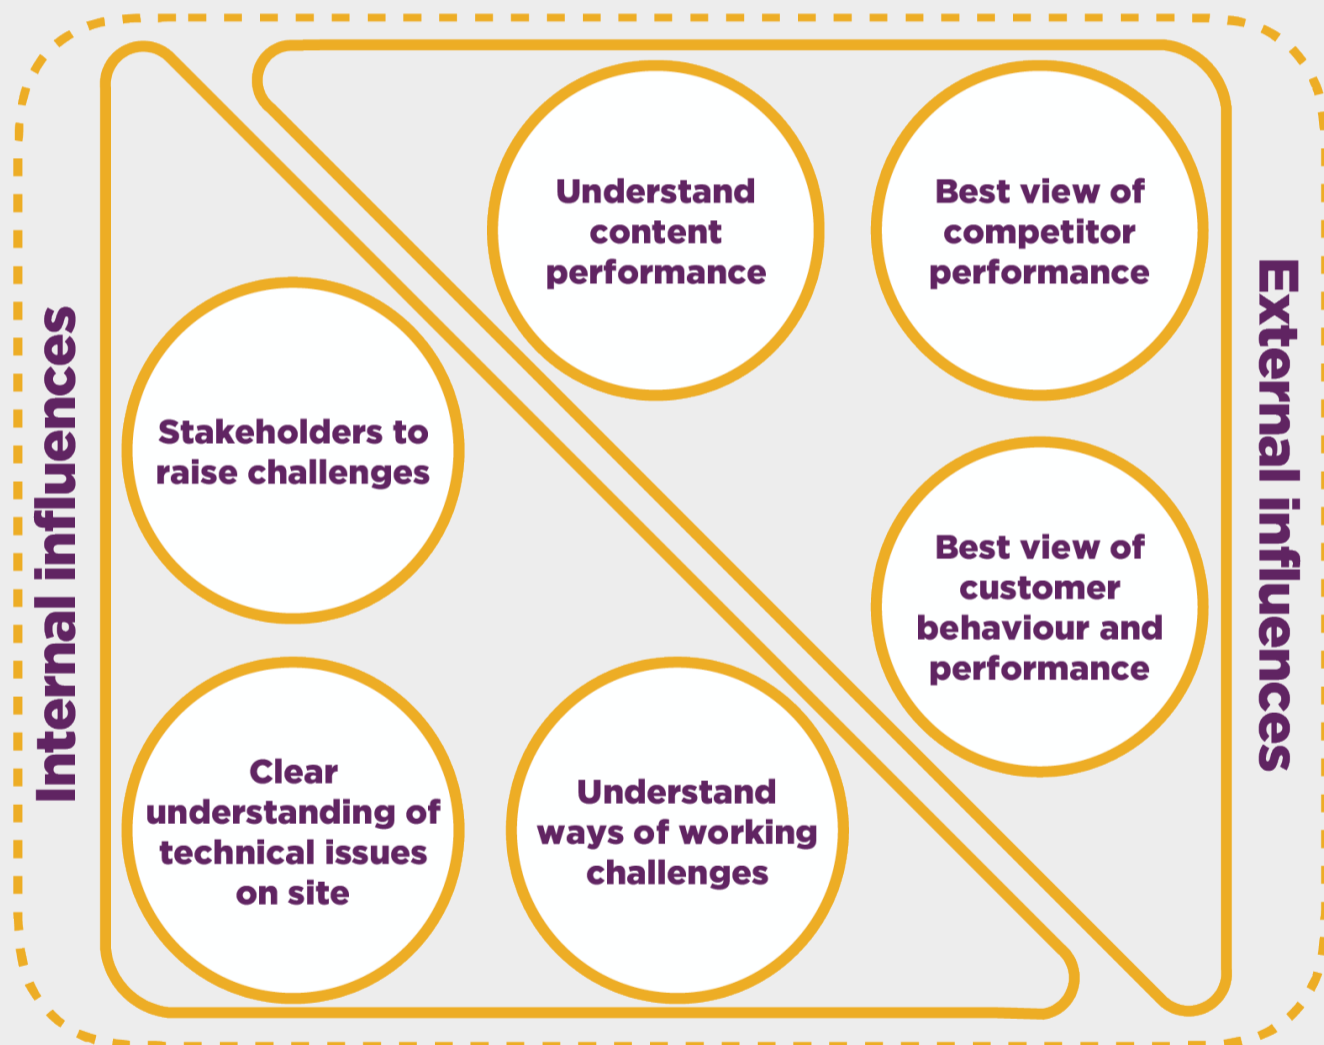 Internal influences
Stakeholders to
raise challenges
Clear
understanding of
technical issues
on site
Understand
ways of working
challenges
Understand
content
performance
Best view of
competitor
performance
Best view of
customer
behaviour and
performance
External influences